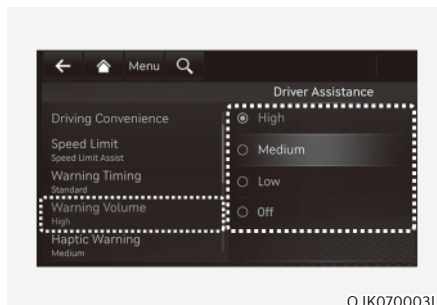 Menu
Driver Assistance
Driving Convenience
Speed Limit
Speed Limit Assist
Warning Timing
Standard
Warning Volume
High
Haptic Warning
Medium
High
Medium
Low
Off
OJK070003L